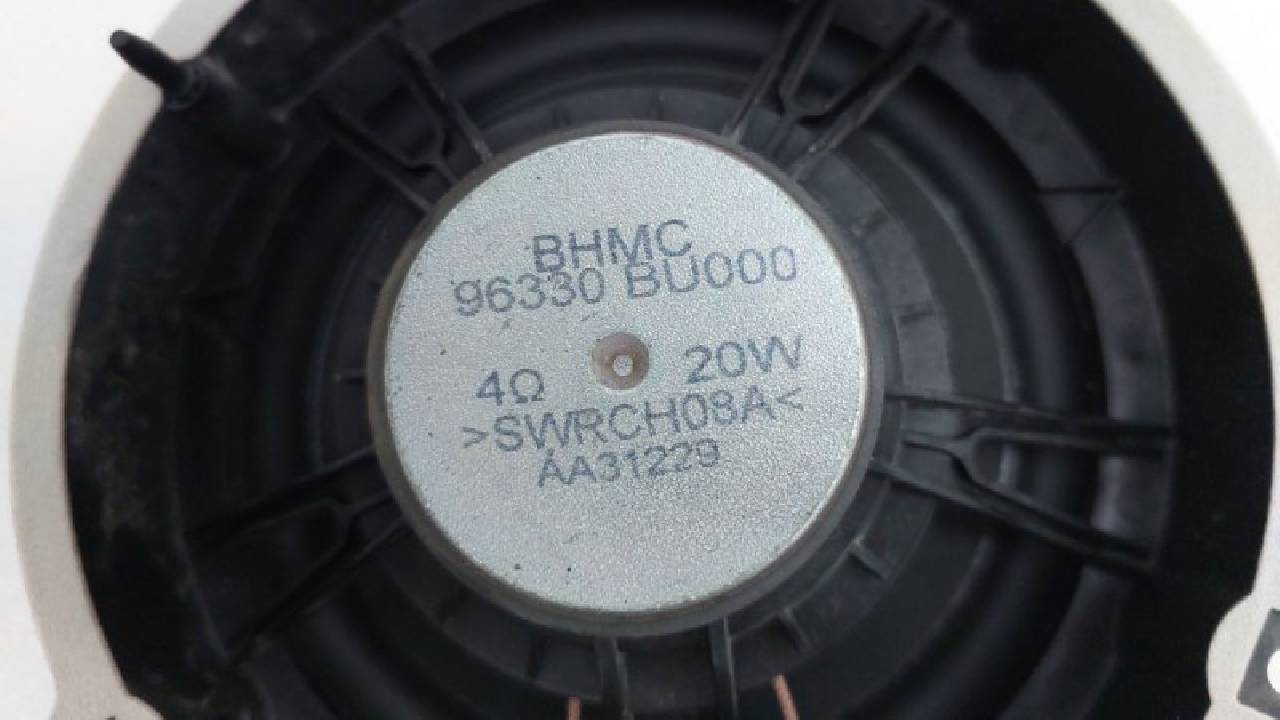 BHMC
96330 BU000
4Ω 20W
>SWRCH08A<
AA31229